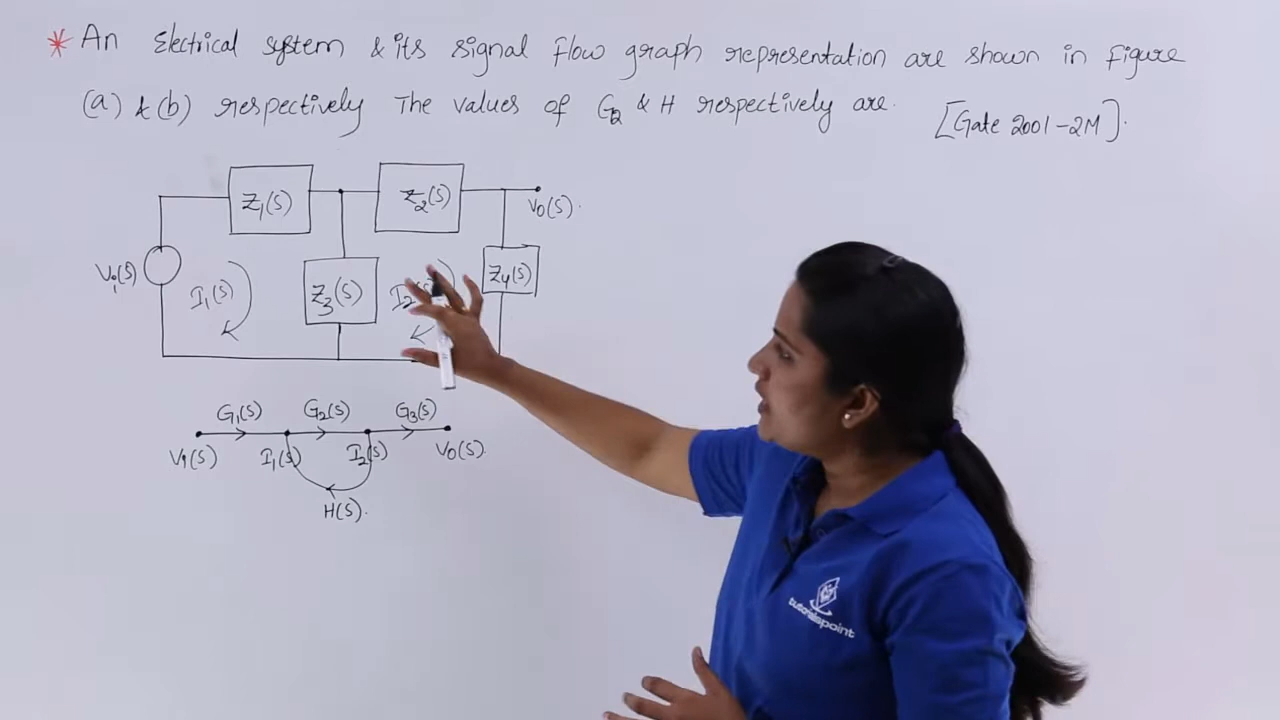 * An Electrical system & its signal flow graph representation are shown in figure
(a) & (b) respectively The values of G2 & H respectively are.
[Gate 2001-2M].
Z1(S)
Z2(S)
V0(S).
Vi(S)
I1(S)
Z3(S)
Z4(S)
G1(S) G2(S) G3(S)
Vi(S) I1(S) I2(S) V0(S).
H(S).
tutorialspoint